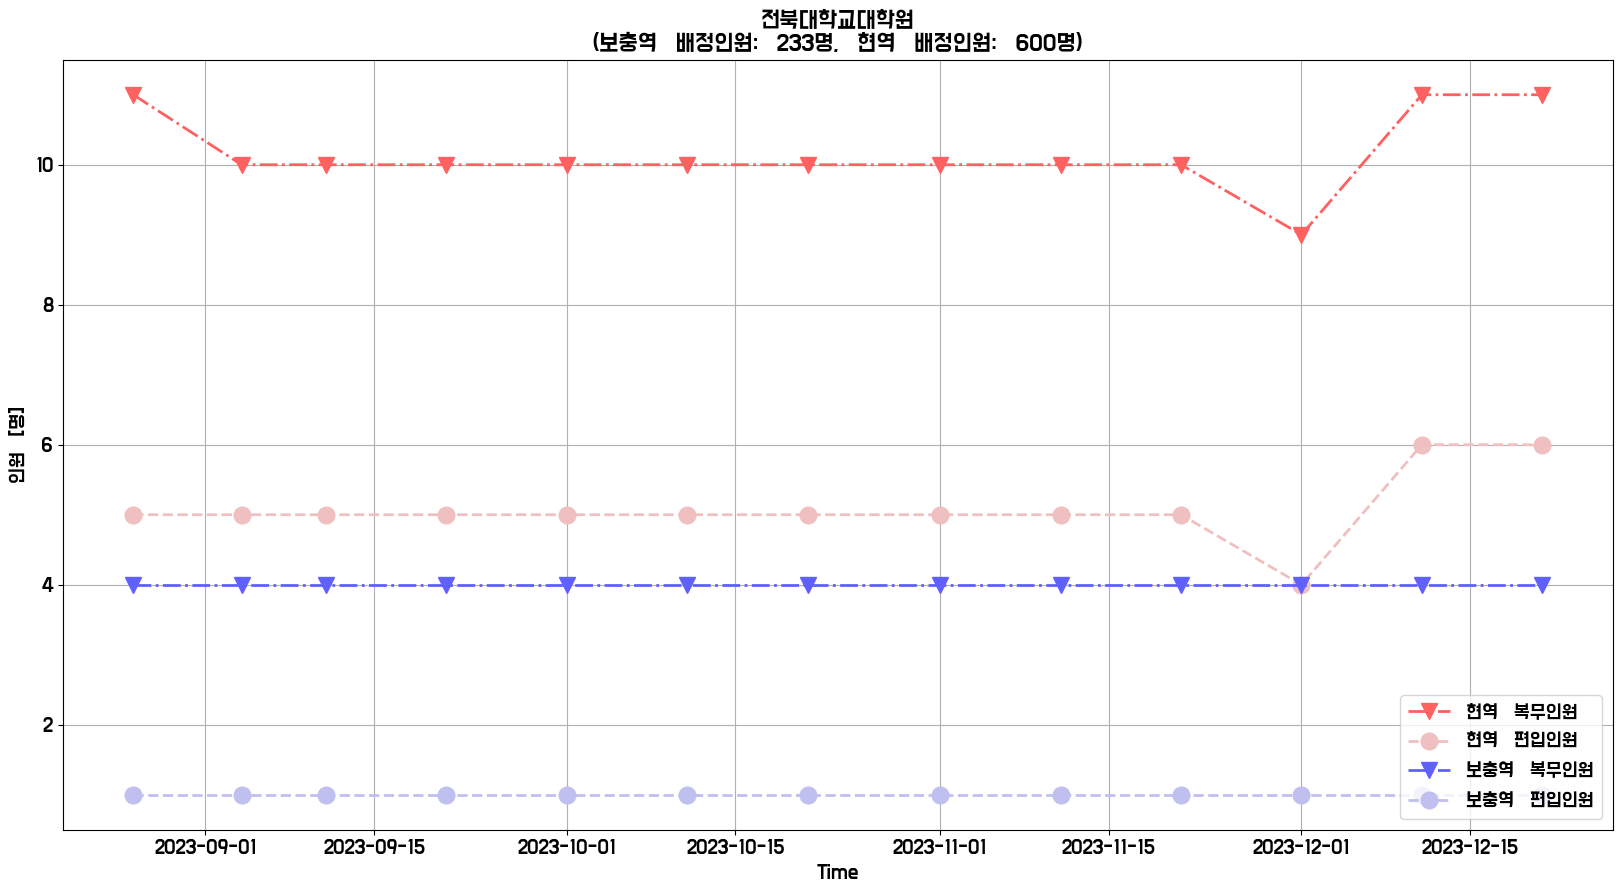 전북대학교대학원
(보충역 배정인원: 233명, 현역 배정인원: 600명)
인원 [명]
10
8
6
4
2
현역 복무인원
현역 편입인원
보충역 복무인원
보충역 편입인원
2023-09-01 2023-09-15 2023-10-01 2023-10-15 2023-11-01 2023-11-15 2023-12-01 2023-12-15
Time